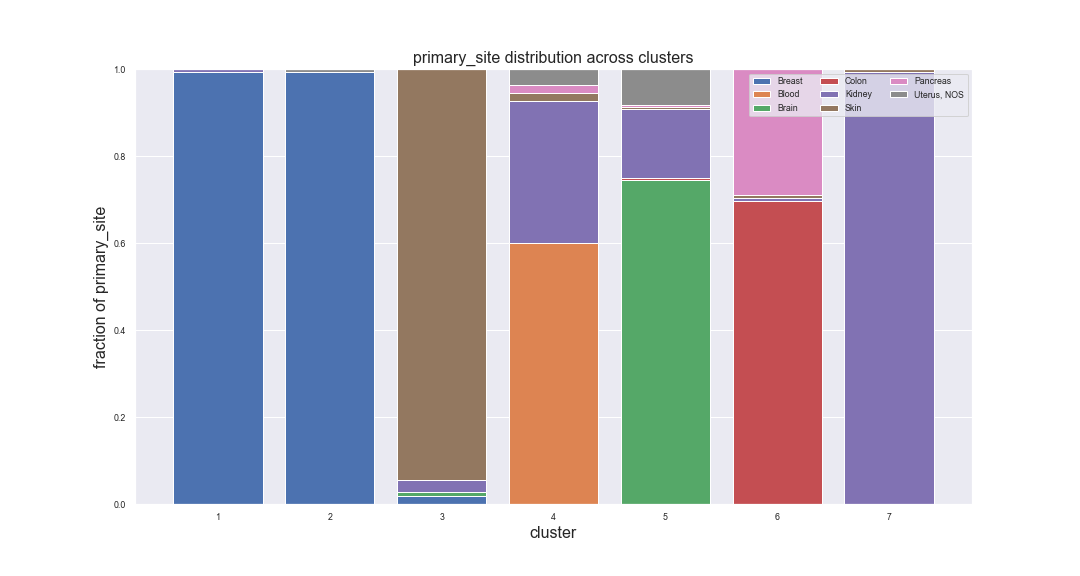 primary_site distribution across clusters
fraction of primary_site
1.0
0.8
0.6
0.4
0.2
0.0
Breast
Blood
Brain
Colon
Kidney
Skin
Pancreas
Uterus, NOS
1 2 3 4 5 6 7
cluster